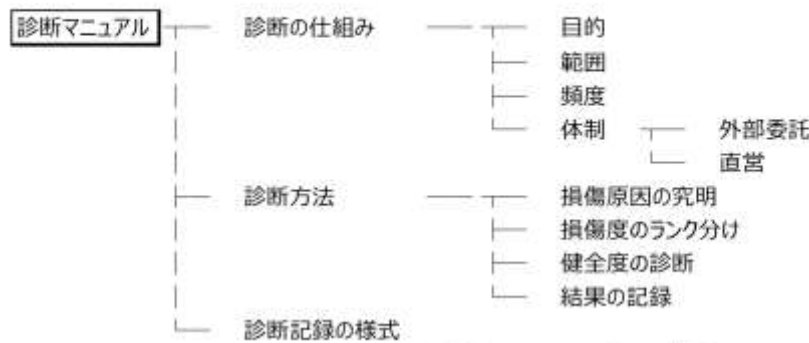 診断マニュアル 診断の仕組み 目的
範囲
頻度
体制 外部委託
直営
診断方法 損傷原因の究明
損傷度のランク分け
健全度の診断
結果の記録
診断記録の様式